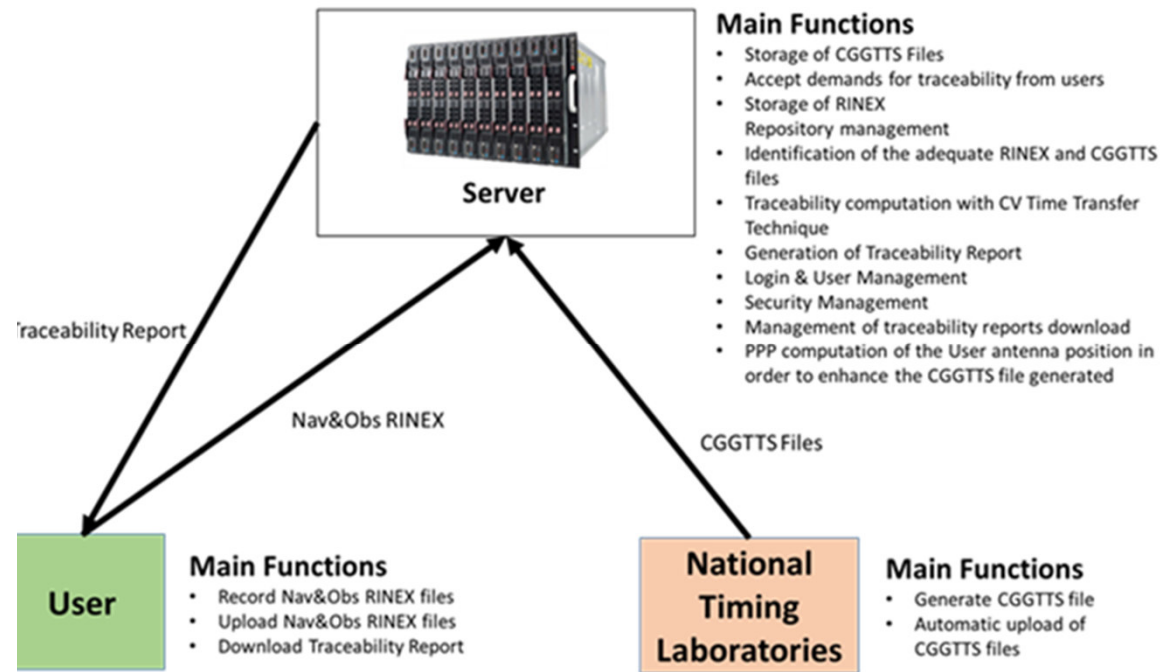 Main Functions
• Storage of CGGTTS Files
• Accept demands for traceability from users
• Storage of RINEX
Repository management
• Identification of the adequate RINEX and CGGTTS
files
• Traceability computation with CV Time Transfer
Technique
• Generation of Traceability Report
• Login & User Management
• Security Management
• Management of traceability reports download
• PPP computation of the User antenna position in
order to enhance the CGGTTS file generated
Server
Traceability Report
Nav&Obs RINEX
CGGTTS Files
User
Main Functions
• Record Nav&Obs RINEX files
• Upload Nav&Obs RINEX files
• Download Traceability Report
National
Timing
Laboratories
Main Functions
• Generate CGGTTS file
• Automatic upload of
CGGTTS files